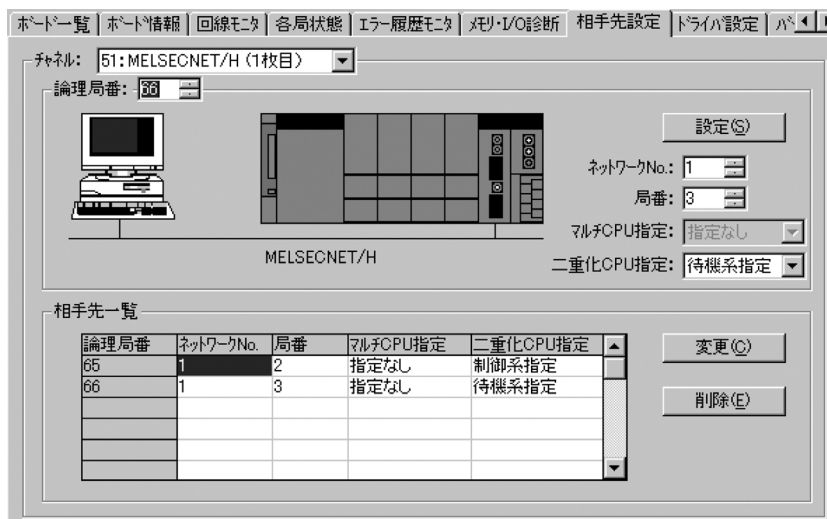 ボード一覧 ボード情報 回線モニタ 各局状態 エラー履歴モニタ メモリ・I/O診断 相手先設定 ドライバ設定
チャネル: 51:MELSECNET/H (1枚目)
論理局番: 66
設定(S)
ネットワークNo.: 1
局番: 3
マルチCPU指定: 指定なし
MELSECNET/H
二重化CPU指定: 待機系指定
相手先一覧
論理局番 ネットワークNo. 局番 マルチCPU指定 二重化CPU指定
65 1 2 指定なし 制御系指定
66 1 3 指定なし 待機系指定
変更(C)
削除(E)